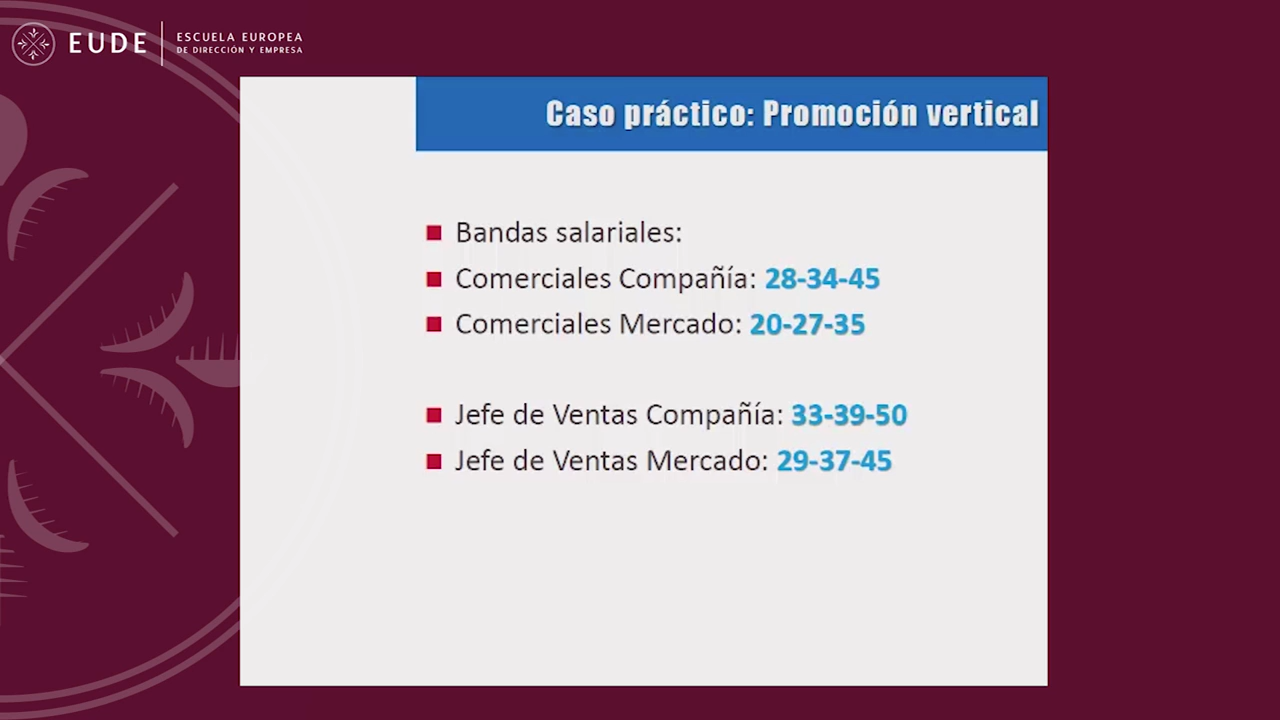 EUDE
ESCUELA EUROPEA
DE DIRECCIÓN Y EMPRESA
Caso práctico: Promoción vertical
Bandas salariales:
Comerciales Compañía: 28-34-45
Comerciales Mercado: 20-27-35
Jefe de Ventas Compañía: 33-39-50
Jefe de Ventas Mercado: 29-37-45